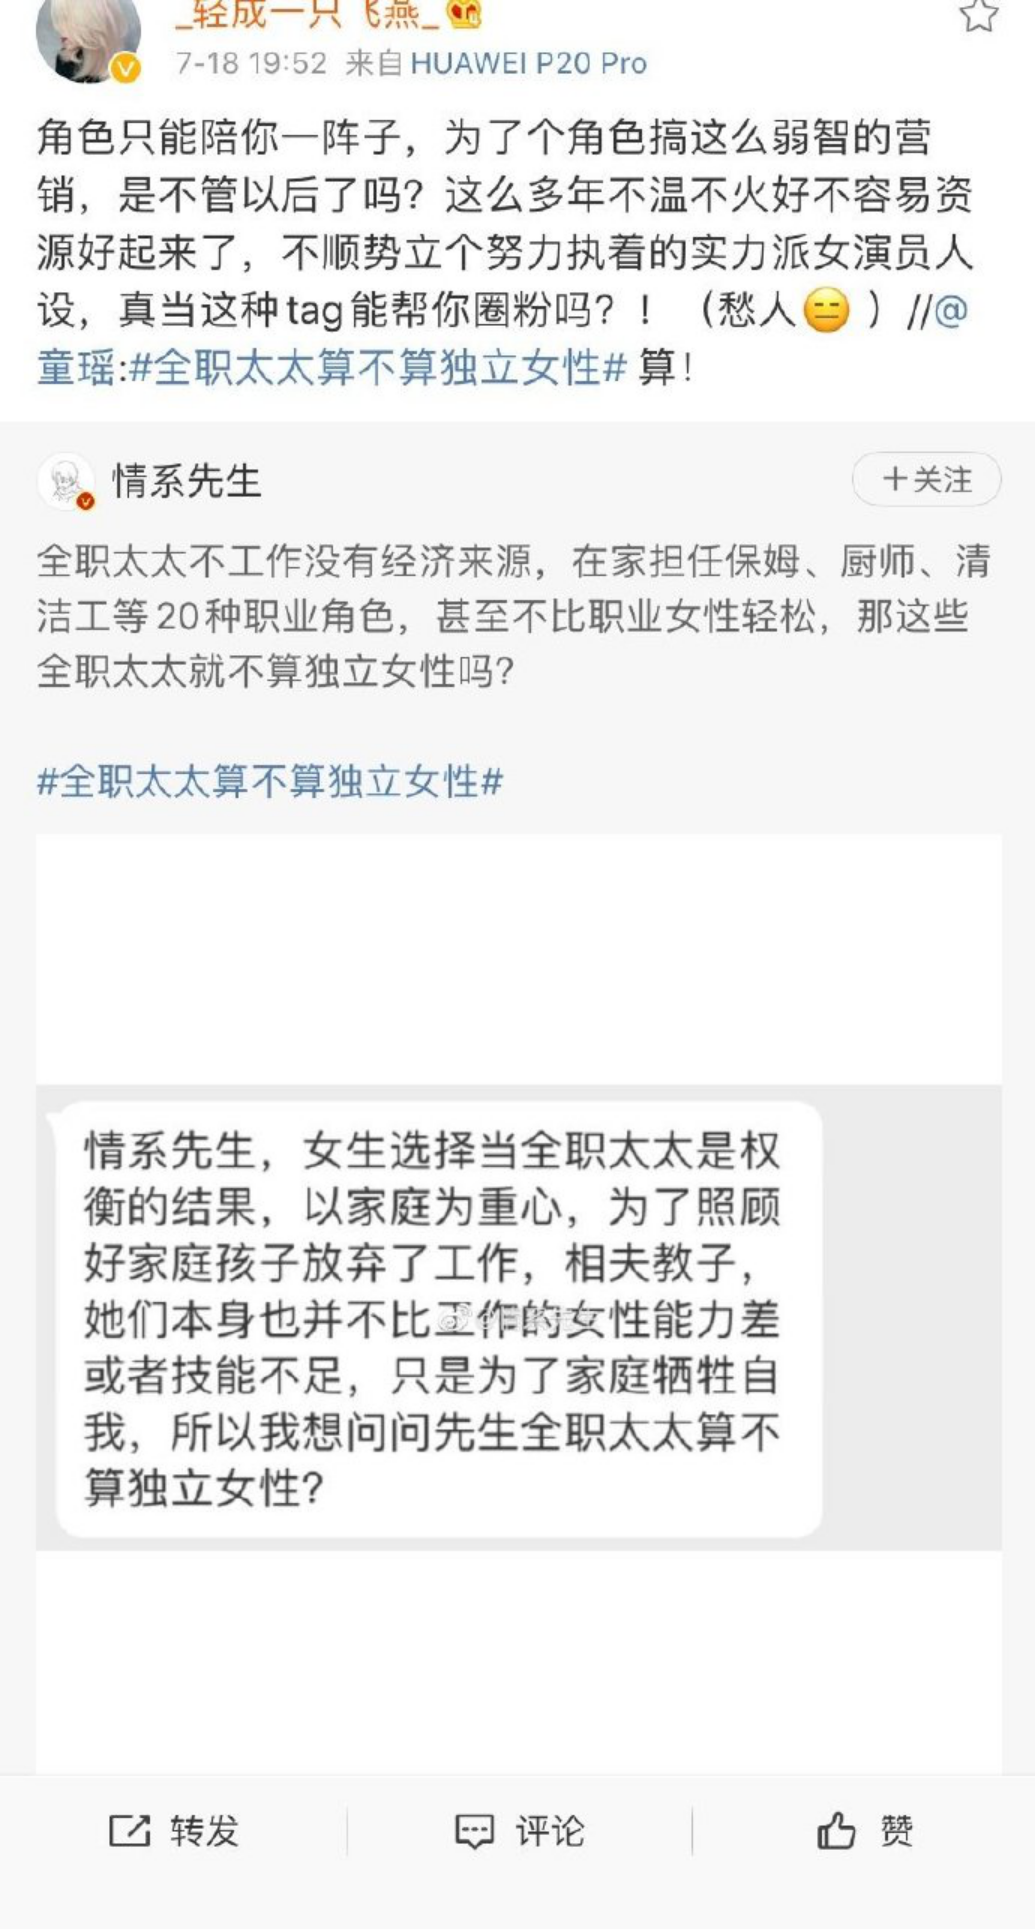 _轻成一只飞燕_
7-18 19:52 来自 HUAWEI P20 Pro
角色只能陪你一阵子，为了个角色搞这么弱智的营
销，是不管以后了吗？这么多年不温不火好不容易资
源好起来了，不顺势立个努力执着的实力派女演员人
设，真当这种tag能帮你圈粉吗？！（愁人😑）//@
童瑶:#全职太太算不算独立女性# 算！
情系先生
+关注
全职太太不工作没有经济来源，在家担任保姆、厨师、清
洁工等20种职业角色，甚至不比职业女性轻松，那这些
全职太太就不算独立女性吗？
#全职太太算不算独立女性#
情系先生，女生选择当全职太太是权
衡的结果，以家庭为重心，为了照顾
好家庭孩子放弃了工作，相夫教子，
她们本身也并不比工作的女性能力差
或者技能不足，只是为了家庭牺牲自
我，所以我想问问先生全职太太算不
算独立女性？
转发
评论
赞